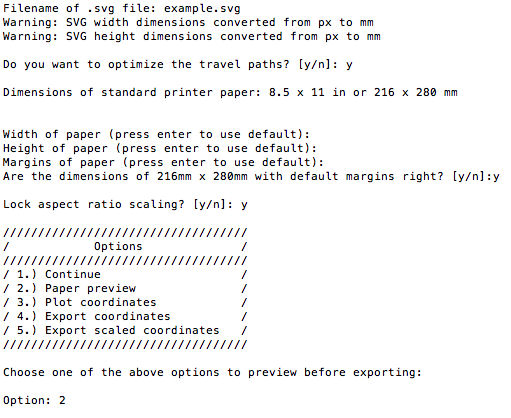 Filename of .svg file: example.svg
Warning: SVG width dimensions converted from px to mm
Warning: SVG height dimensions converted from px to mm
Do you want to optimize the travel paths? [y/n]: y
Dimensions of standard printer paper: 8.5 x 11 in or 216 x 280 mm
Width of paper (press enter to use default):
Height of paper (press enter to use default):
Margins of paper (press enter to use default):
Are the dimensions of 216mm x 280mm with default margins right? [y/n]:y
Lock aspect ratio scaling? [y/n]: y
///////////////////////////////////
/            Options              /
///////////////////////////////////
/ 1.) Continue                    /
/ 2.) Paper preview               /
/ 3.) Plot coordinates            /
/ 4.) Export coordinates          /
/ 5.) Export scaled coordinates   /
///////////////////////////////////
Choose one of the above options to preview before exporting:
Option: 2